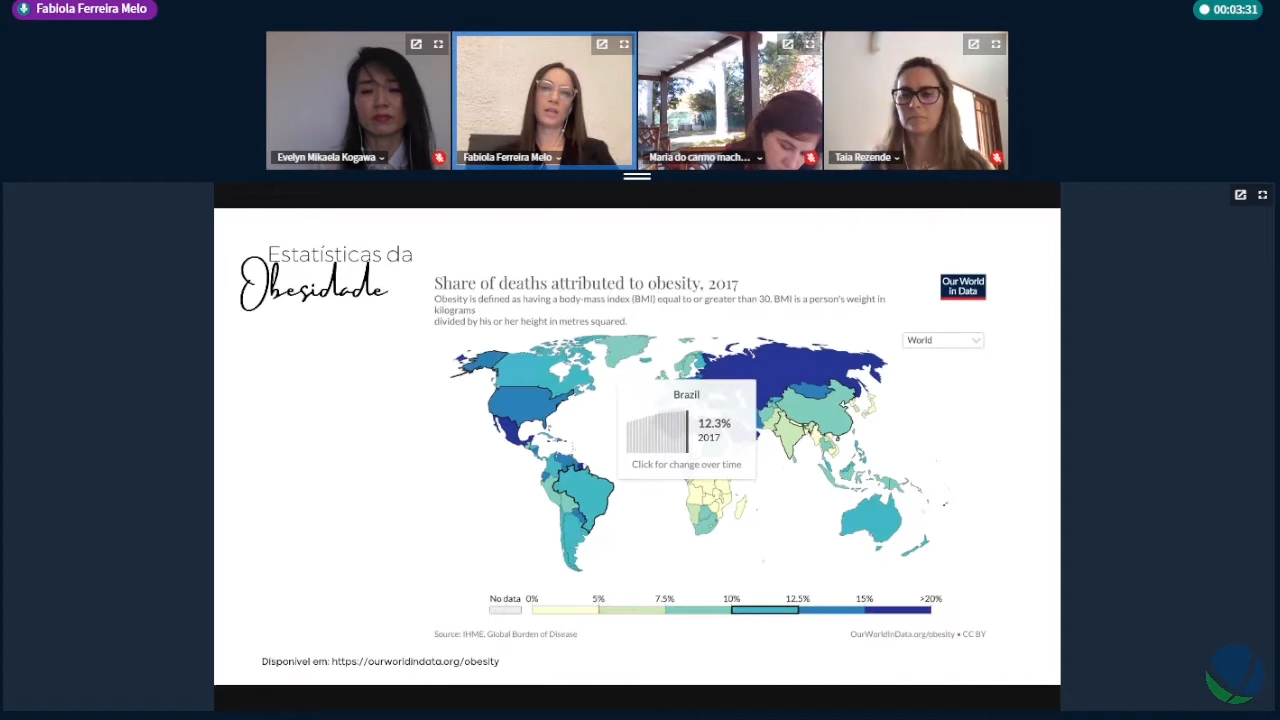 Fabiola Ferreira Melo
00:03:31
Evelyn Mikaela Kogawa
Fabiola Ferreira Melo
Maria do carmo mach...
Taia Rezende
Estatísticas da
Obesidade
Share of deaths attributed to obesity, 2017
Obesity is defined as having a body-mass index (BMI) equal to or greater than 30. BMI is a person's weight in
kilograms
divided by his or her height in metres squared.
Our World
in Data
World
Brazil
12.3%
2017
Click for change over time
No data 0% 5% 7.5% 10% 12.5% 15% >20%
Source: IHME, Global Burden of Disease
OurWorldInData.org/obesity • CC BY
Disponível em: https://ourworldindata.org/obesity